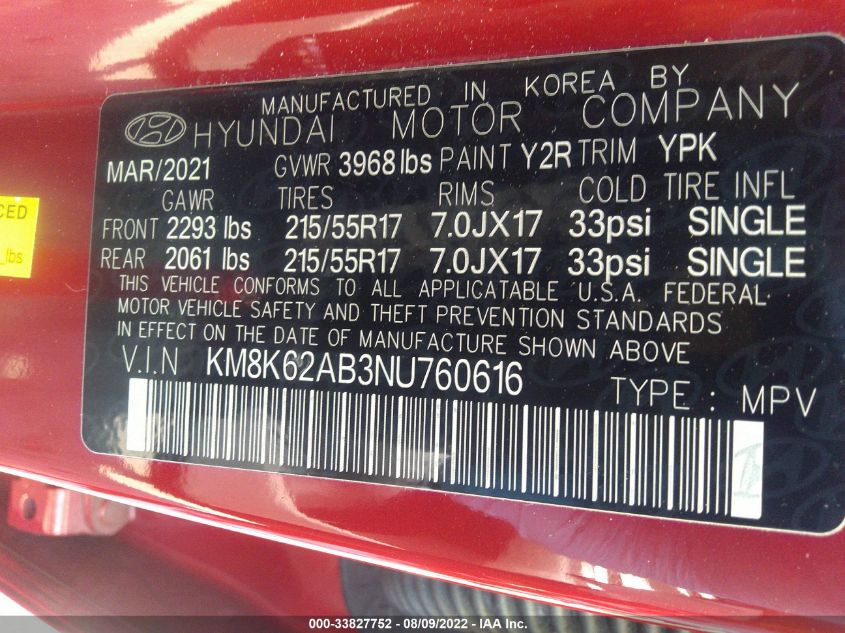 MANUFACTURED IN KOREA BY
HYUNDAI MOTOR COMPANY
MAR/2021 GVWR 3968 lbs PAINT Y2R TRIM YPK
GAWR TIRES RIMS COLD TIRE INFL
FRONT 2293 lbs 215/55R17 7.0JX17 33psi SINGLE
REAR 2061 lbs 215/55R17 7.0JX17 33psi SINGLE
THIS VEHICLE CONFORMS TO ALL APPLICATABLE U.S.A. FEDERAL
MOTOR VEHICLE SAFETY AND THEFT PREVENTION STANDARDS
IN EFFECT ON THE DATE OF MANUFACTURE SHOWN ABOVE
V.I.N KM8K62AB3NU760616
TYPE : MPV
CED
lbs
000-33827752 - 08/09/2022 - IAA Inc.